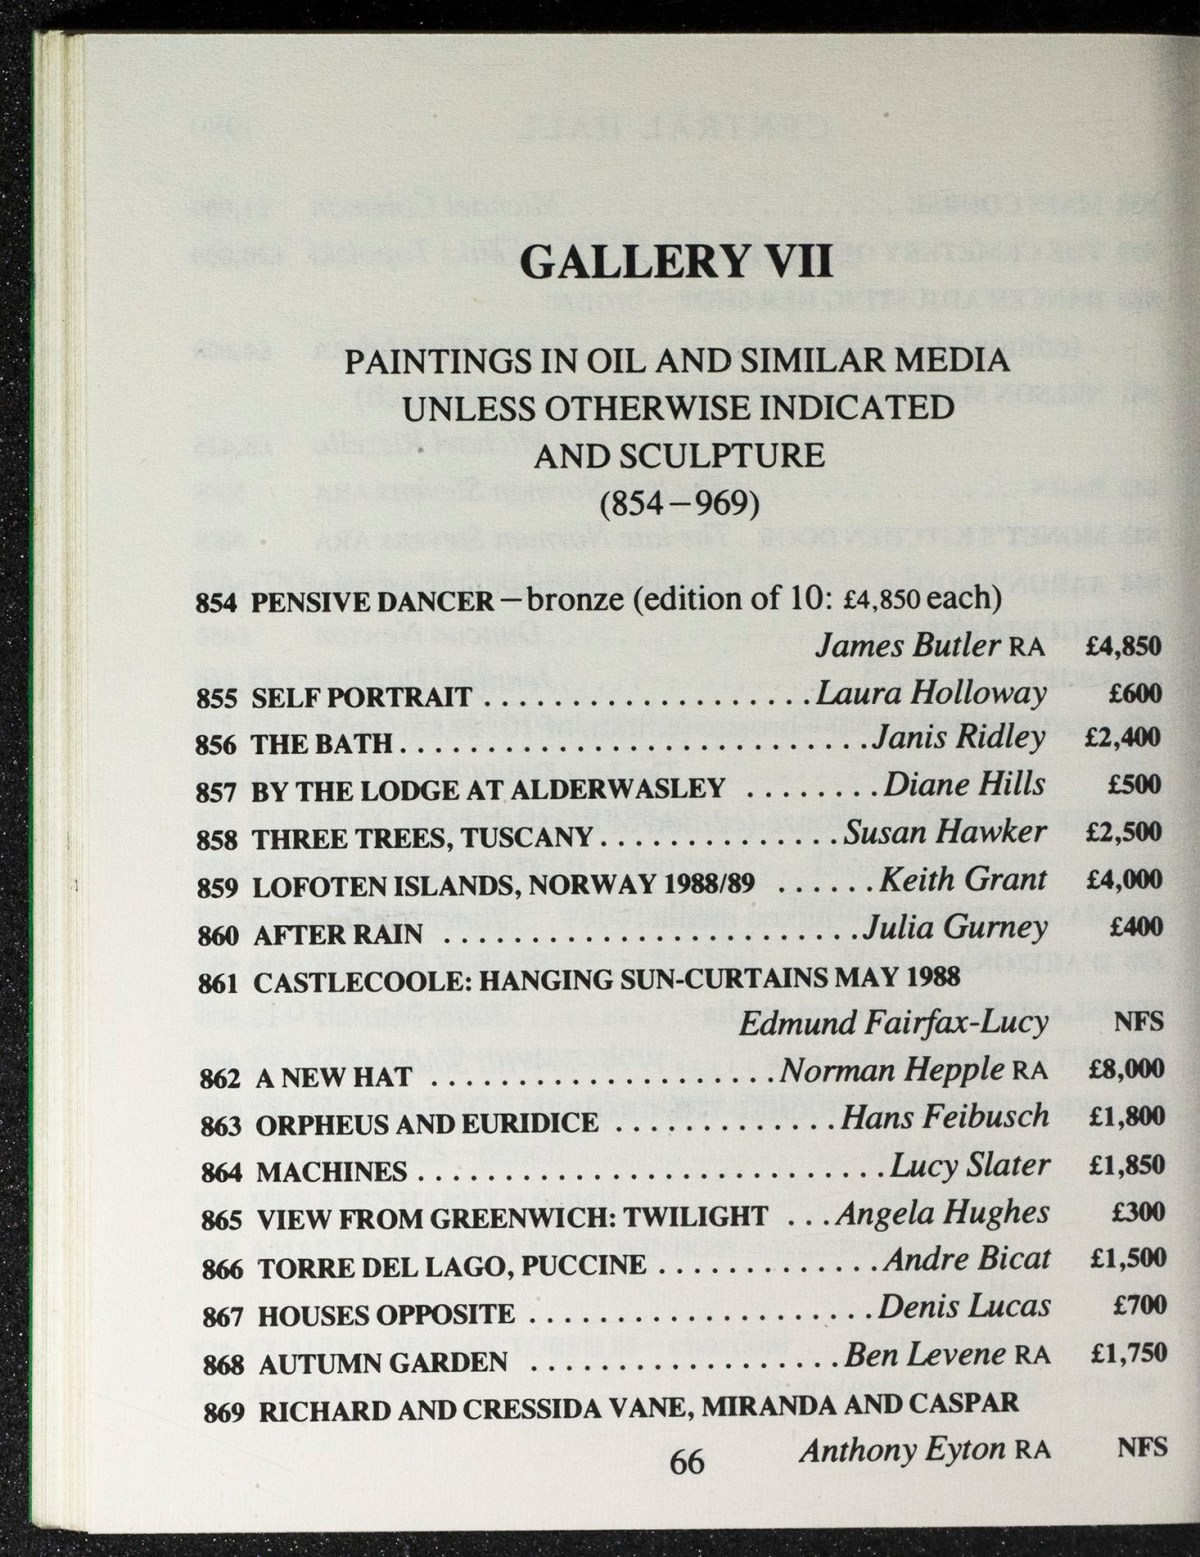 GALLERY VII
PAINTINGS IN OIL AND SIMILAR MEDIA
UNLESS OTHERWISE INDICATED
AND SCULPTURE
(854–969)
854 PENSIVE DANCER – bronze (edition of 10: £4,850 each)
James Butler RA £4,850
855 SELF PORTRAIT ................... Laura Holloway £600
856 THE BATH ........................... Janis Ridley £2,400
857 BY THE LODGE AT ALDERWASLEY ........ Diane Hills £500
858 THREE TREES, TUSCANY .............. Susan Hawker £2,500
859 LOFOTEN ISLANDS, NORWAY 1988/89 ...... Keith Grant £4,000
860 AFTER RAIN ........................ Julia Gurney £400
861 CASTLECOOLE: HANGING SUN-CURTAINS MAY 1988
Edmund Fairfax-Lucy NFS
862 A NEW HAT .................... Norman Hepple RA £8,000
863 ORPHEUS AND EURIDICE ............. Hans Feibusch £1,800
864 MACHINES ........................... Lucy Slater £1,850
865 VIEW FROM GREENWICH: TWILIGHT ... Angela Hughes £300
866 TORRE DEL LAGO, PUCCINE ............. Andre Bicat £1,500
867 HOUSES OPPOSITE .................... Denis Lucas £700
868 AUTUMN GARDEN .................. Ben Levene RA £1,750
869 RICHARD AND CRESSIDA VANE, MIRANDA AND CASPAR
Anthony Eyton RA NFS
66